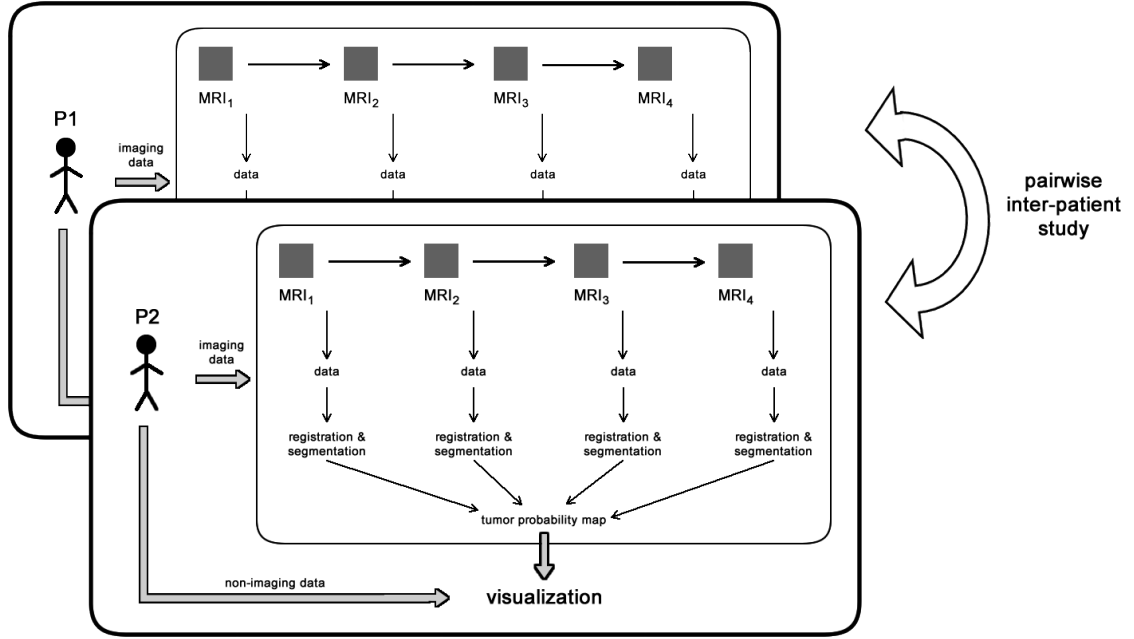 P1
imaging
data
MRI₁ MRI₂ MRI₃ MRI₄
data data data data
pairwise
inter-patient
study
P2
imaging
data
MRI₁ MRI₂ MRI₃ MRI₄
data data data data
registration & registration & registration & registration &
segmentation segmentation segmentation segmentation
tumor probability map
non-imaging data
visualization